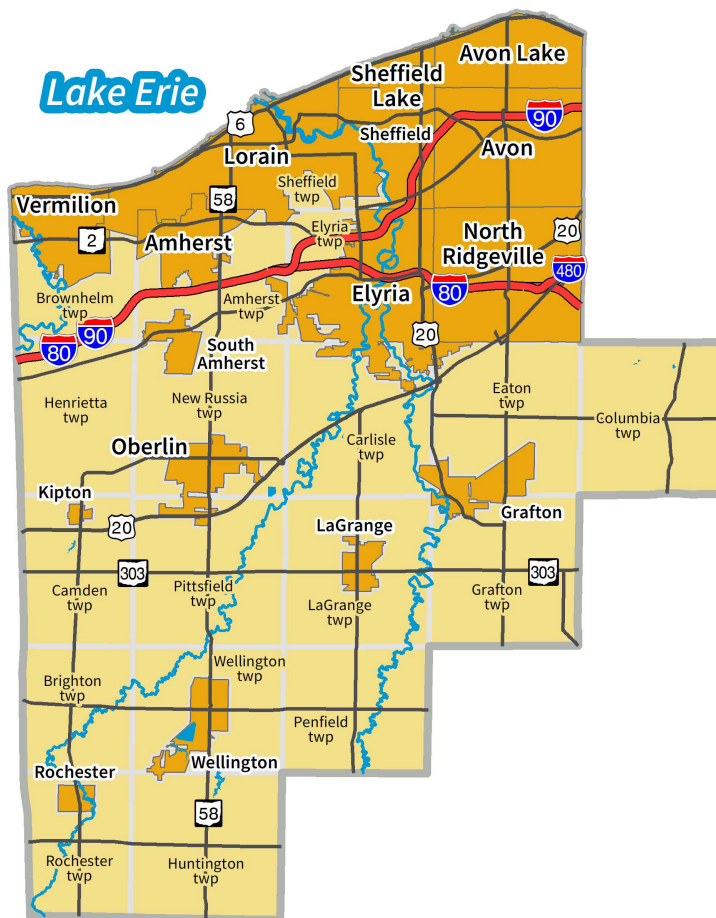 Avon Lake
Sheffield
Lake
Lake Erie
90
6
Sheffield
Avon
Lorain
Sheffield
twp
58
Vermilion
Elyria
twp
North
Ridgeville
20
2
Amherst
480
Brownhelm
twp
Amherst
twp
Elyria
80
90
80
20
South
Amherst
Henrietta
twp
New Russia
twp
Eaton
twp
Columbia
twp
Oberlin
Carlisle
twp
Kipton
20
LaGrange
Grafton
303
303
Camden
twp
Pittsfield
twp
LaGrange
twp
Grafton
twp
Wellington
twp
Brighton
twp
Penfield
twp
Rochester
Wellington
58
Rochester
twp
Huntington
twp